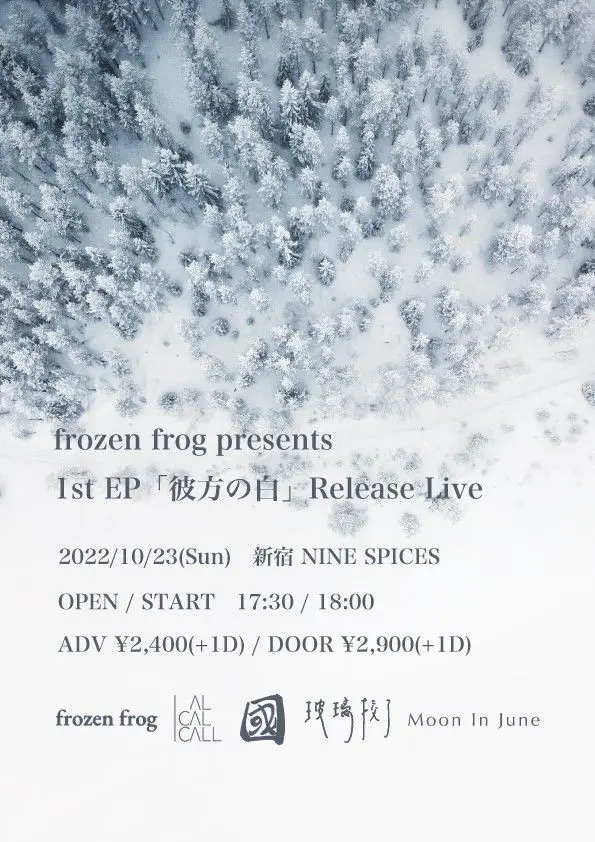 frozen frog presents
1st EP「彼方の白」Release Live
2022/10/23(Sun) 新宿 NINE SPICES
OPEN / START 17:30 / 18:00
ADV ¥2,400(+1D) / DOOR ¥2,900(+1D)
frozen frog AL CAL CALL 國 玻璃 Moon In June